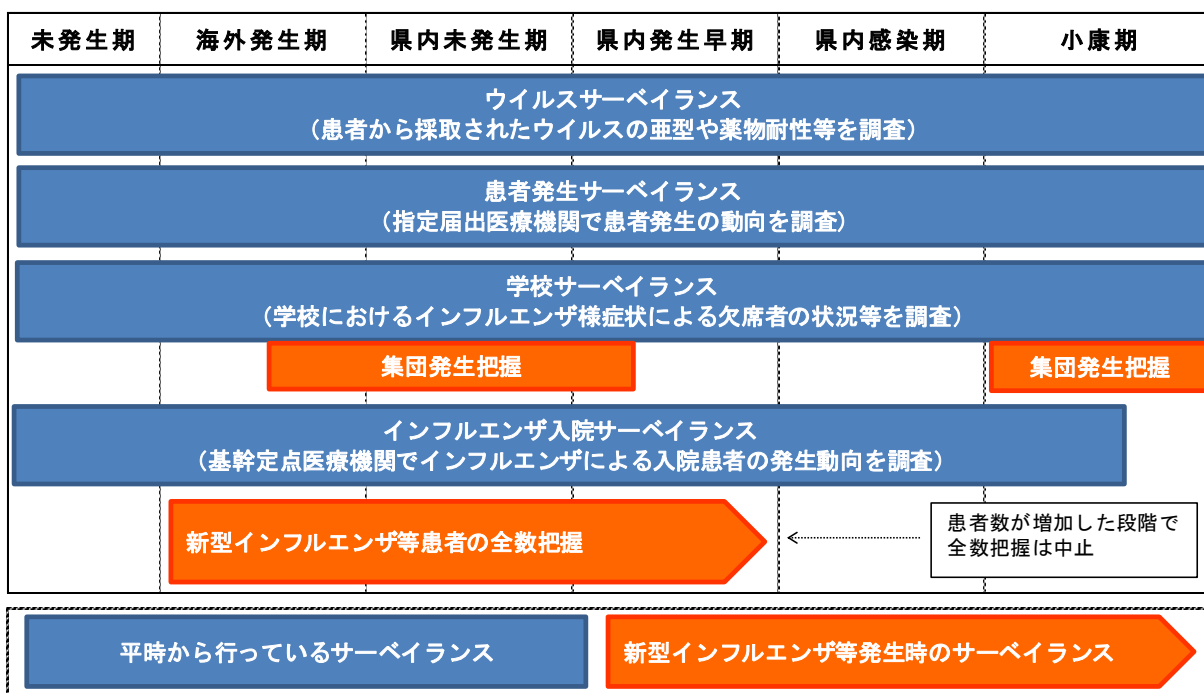 未発生期 海外発生期 県内未発生期 県内発生早期 県内感染期 小康期
ウイルスサーベイランス
（患者から採取されたウイルスの亜型や薬物耐性等を調査）
患者発生サーベイランス
（指定届出医療機関で患者発生の動向を調査）
学校サーベイランス
（学校におけるインフルエンザ様症状による欠席者の状況等を調査）
集団発生把握 集団発生把握
インフルエンザ入院サーベイランス
（基幹定点医療機関でインフルエンザによる入院患者の発生動向を調査）
新型インフルエンザ等患者の全数把握
患者数が増加した段階で
全数把握は中止
平時から行っているサーベイランス 新型インフルエンザ等発生時のサーベイランス